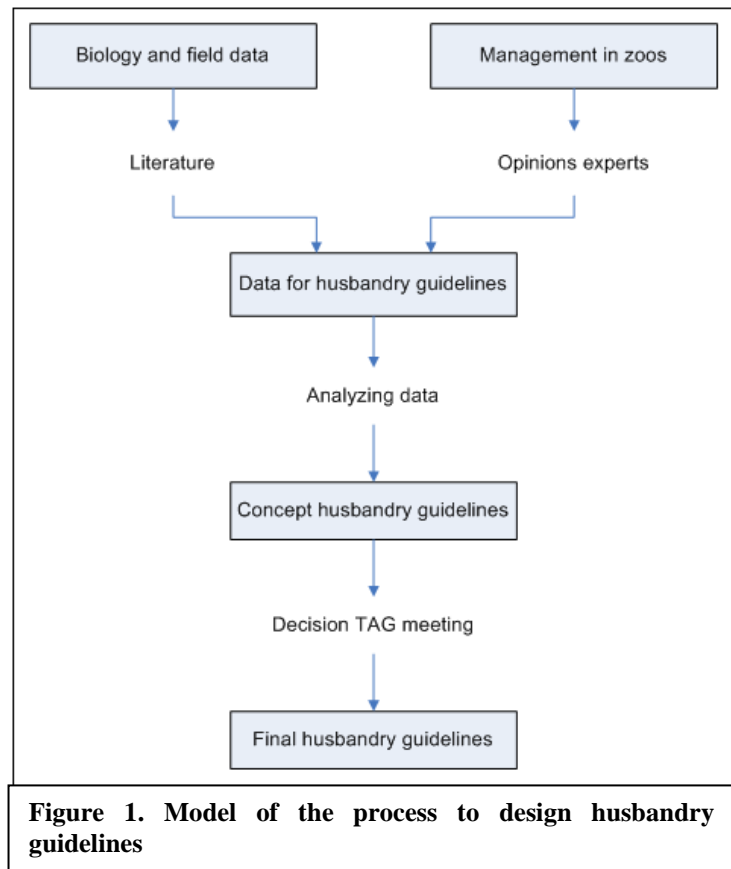 Biology and field data
Management in zoos
Literature
Opinions experts
Data for husbandry guidelines
Analyzing data
Concept husbandry guidelines
Decision TAG meeting
Final husbandry guidelines
Figure 1. Model of the process to design husbandry
guidelines